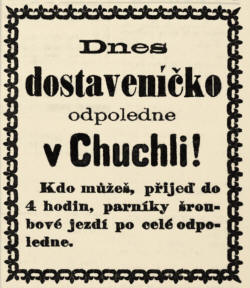 Dnes
dostaveníčko
odpoledne
v Chuchli!
Kdo můžeš, přijeď do
4 hodin, parníky šrou-
bové jezdí po celé odpo-
ledne.